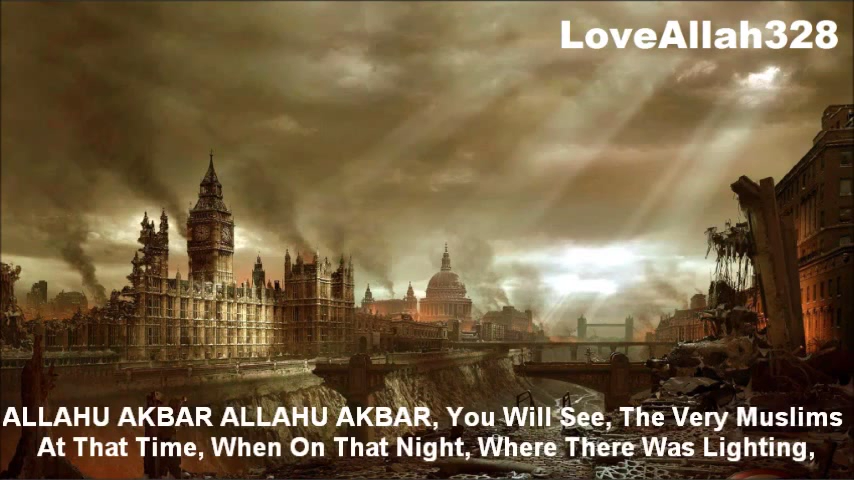 LoveAllah328
ALLAHU AKBAR ALLAHU AKBAR, You Will See, The Very Muslims
At That Time, When On That Night, Where There Was Lighting,